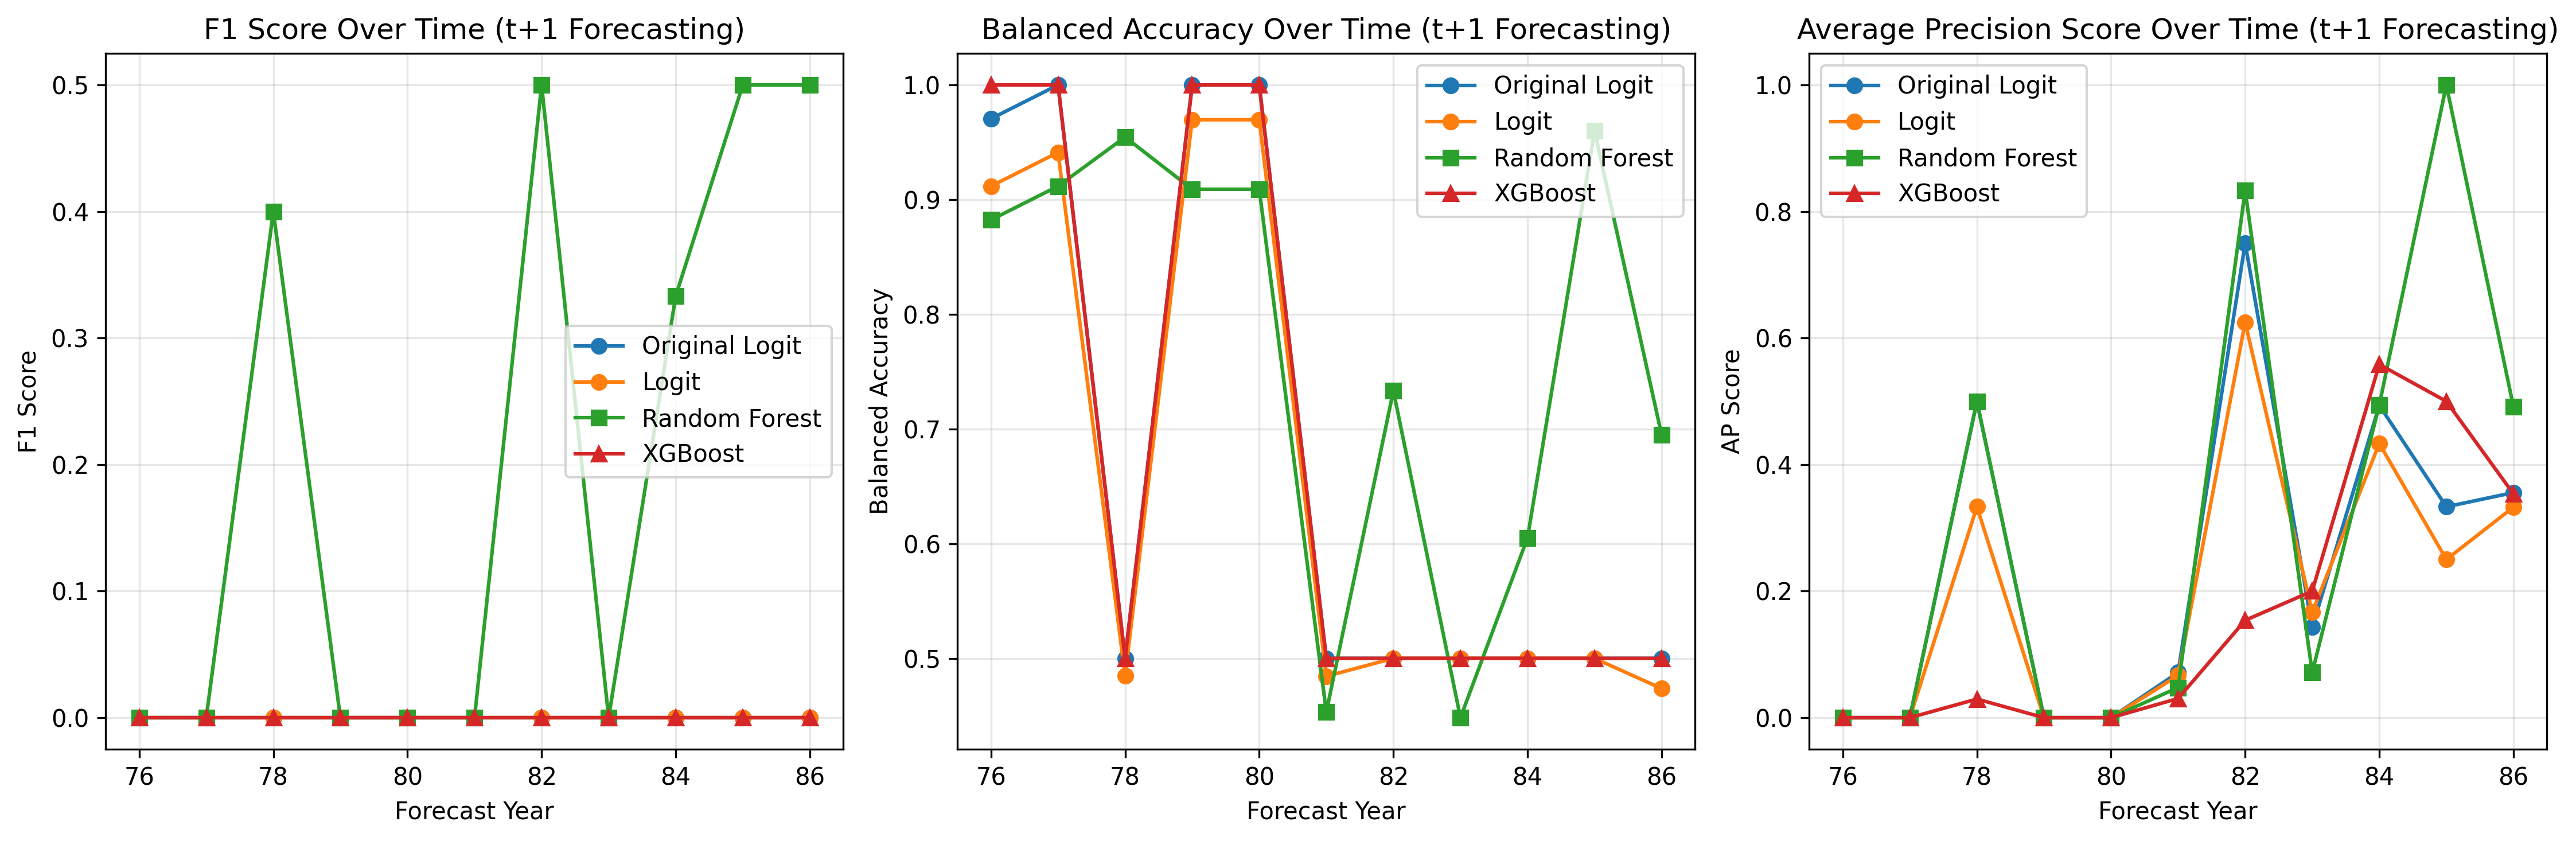 F1 Score Over Time (t+1 Forecasting)
F1 Score
0.5
0.4
0.3
0.2
0.1
0.0
Original Logit
Logit
Random Forest
XGBoost
76 78 80 82 84 86
Forecast Year
Balanced Accuracy Over Time (t+1 Forecasting)
Balanced Accuracy
1.0
0.9
0.8
0.7
0.6
0.5
Original Logit
Logit
Random Forest
XGBoost
76 78 80 82 84 86
Forecast Year
Average Precision Score Over Time (t+1 Forecasting)
AP Score
1.0
0.8
0.6
0.4
0.2
0.0
Original Logit
Logit
Random Forest
XGBoost
76 78 80 82 84 86
Forecast Year